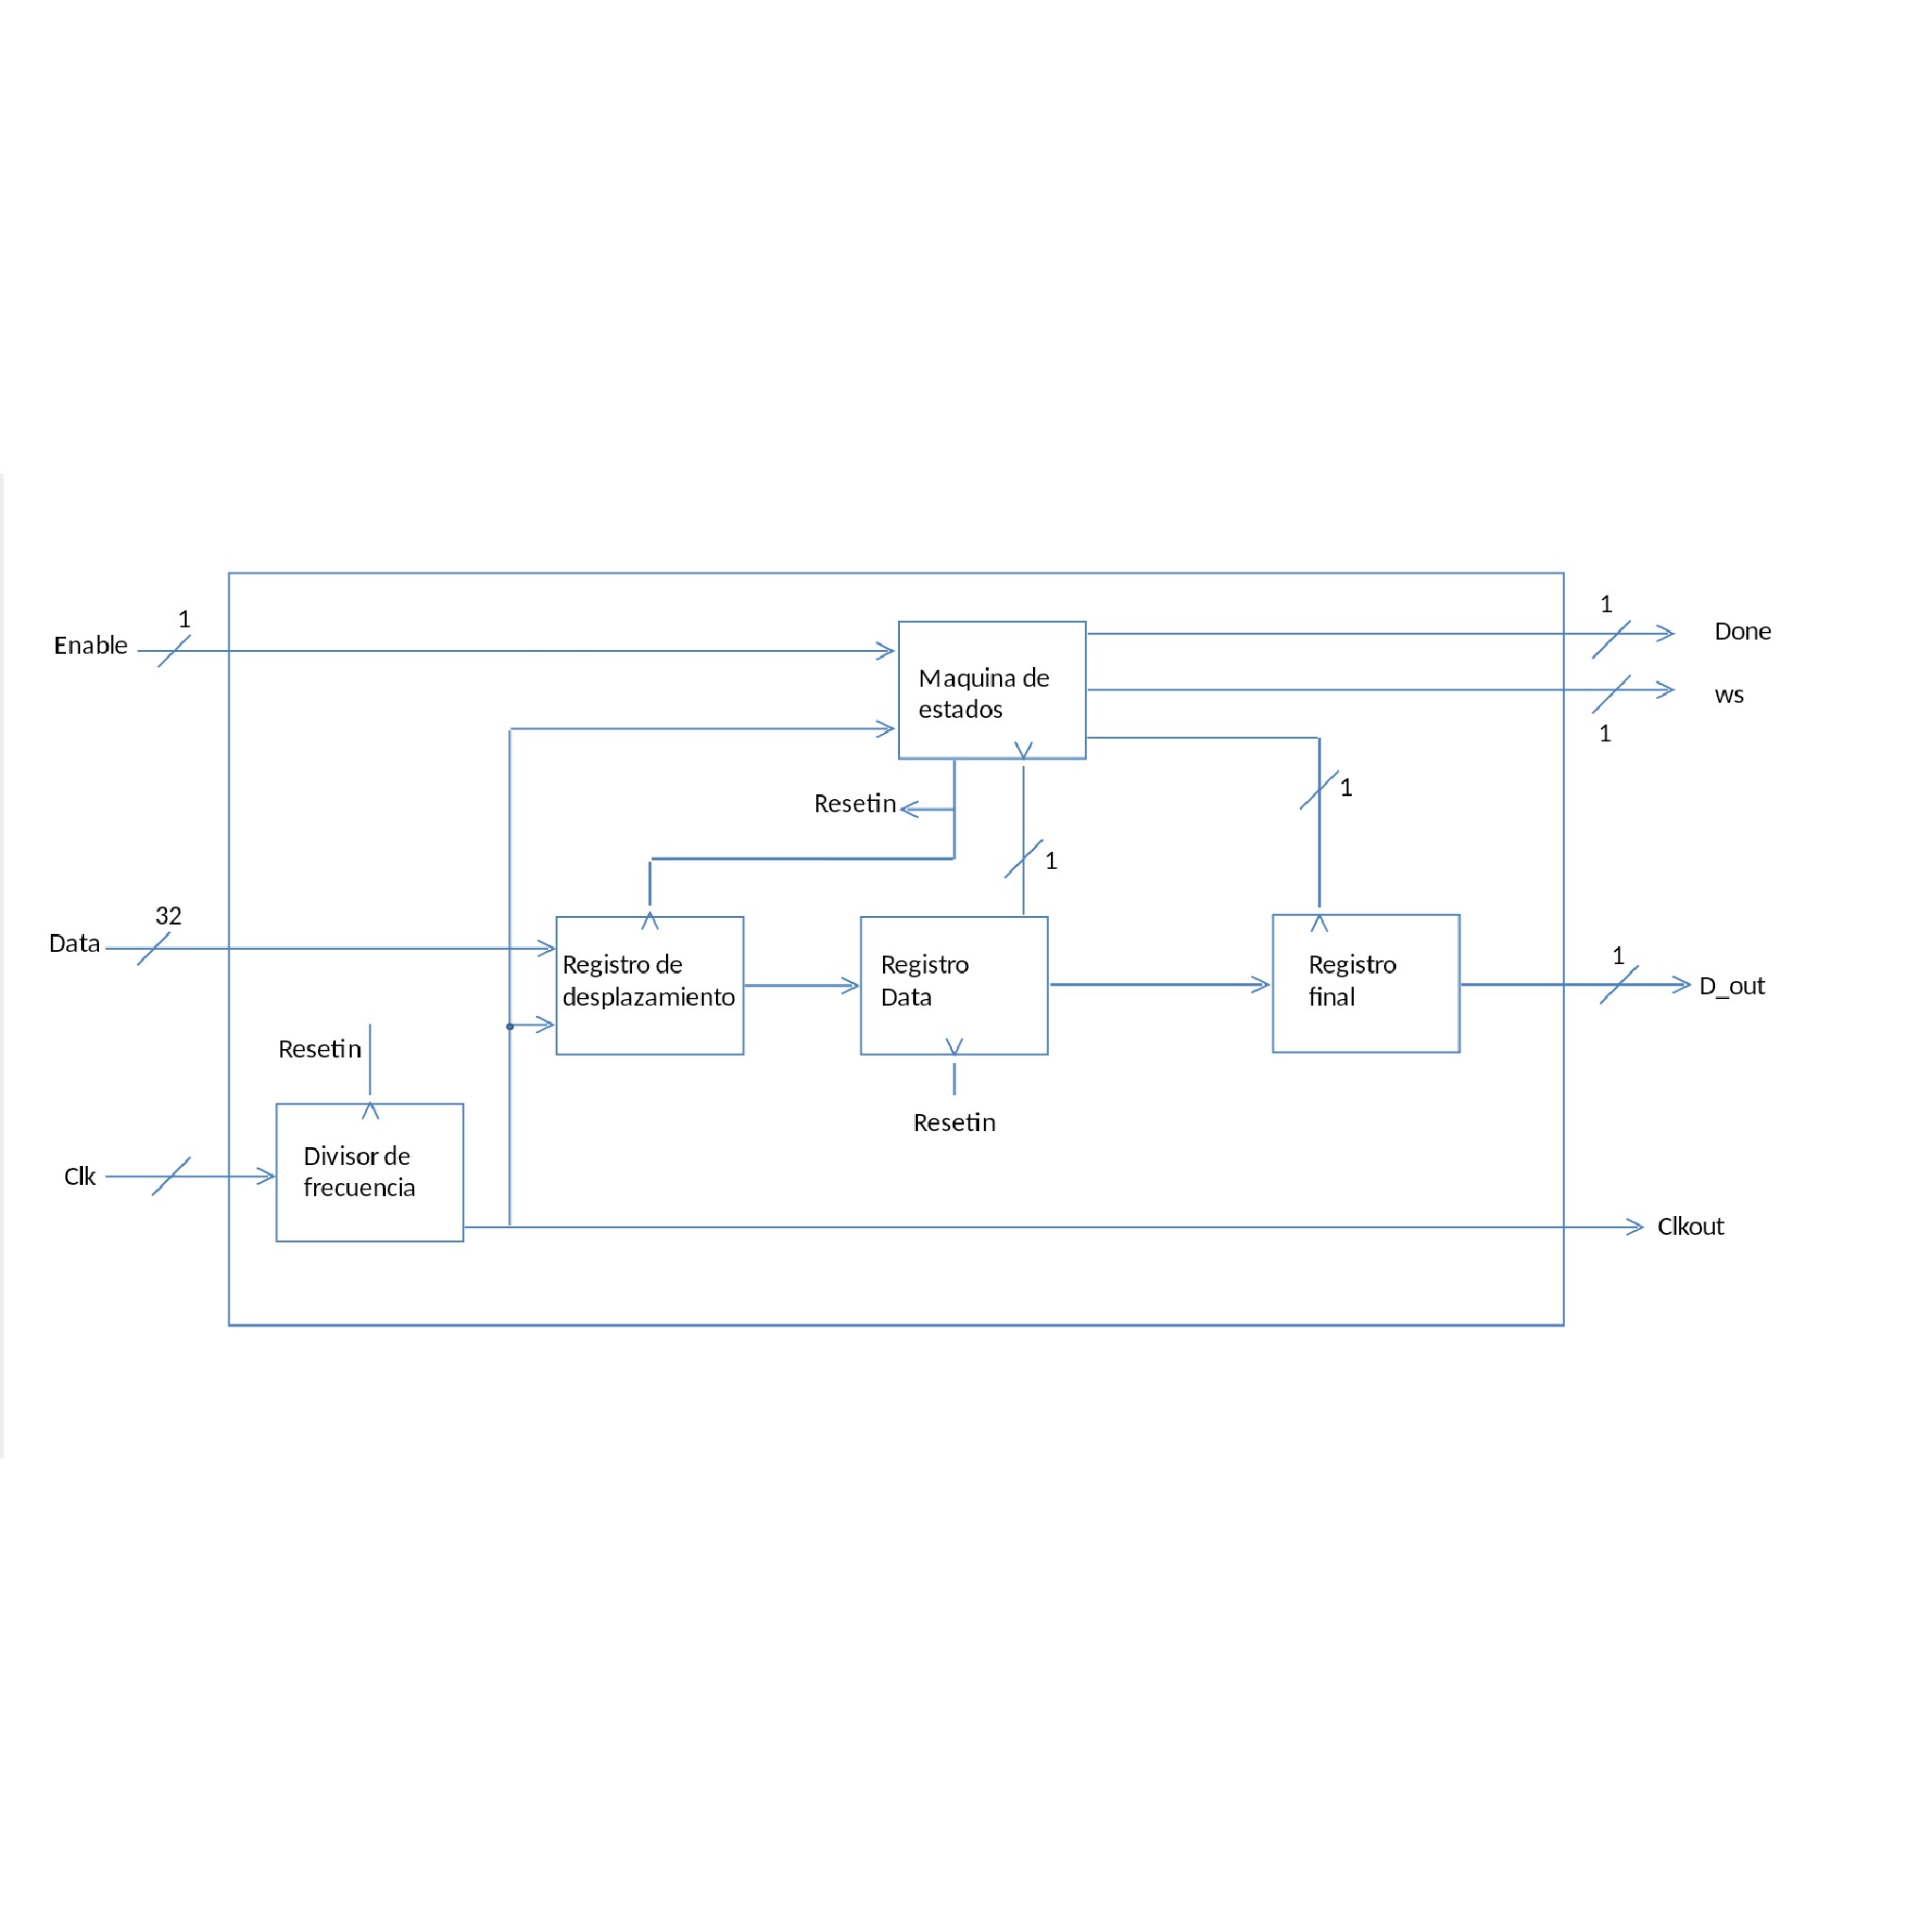 1
Enable
1
Done
Maquina de
estados
ws
1
Resetin
1
1
32
Data
Registro de
desplazamiento
Registro
Data
Registro
final
1
D_out
Resetin
Resetin
Clk
Divisor de
frecuencia
Clkout